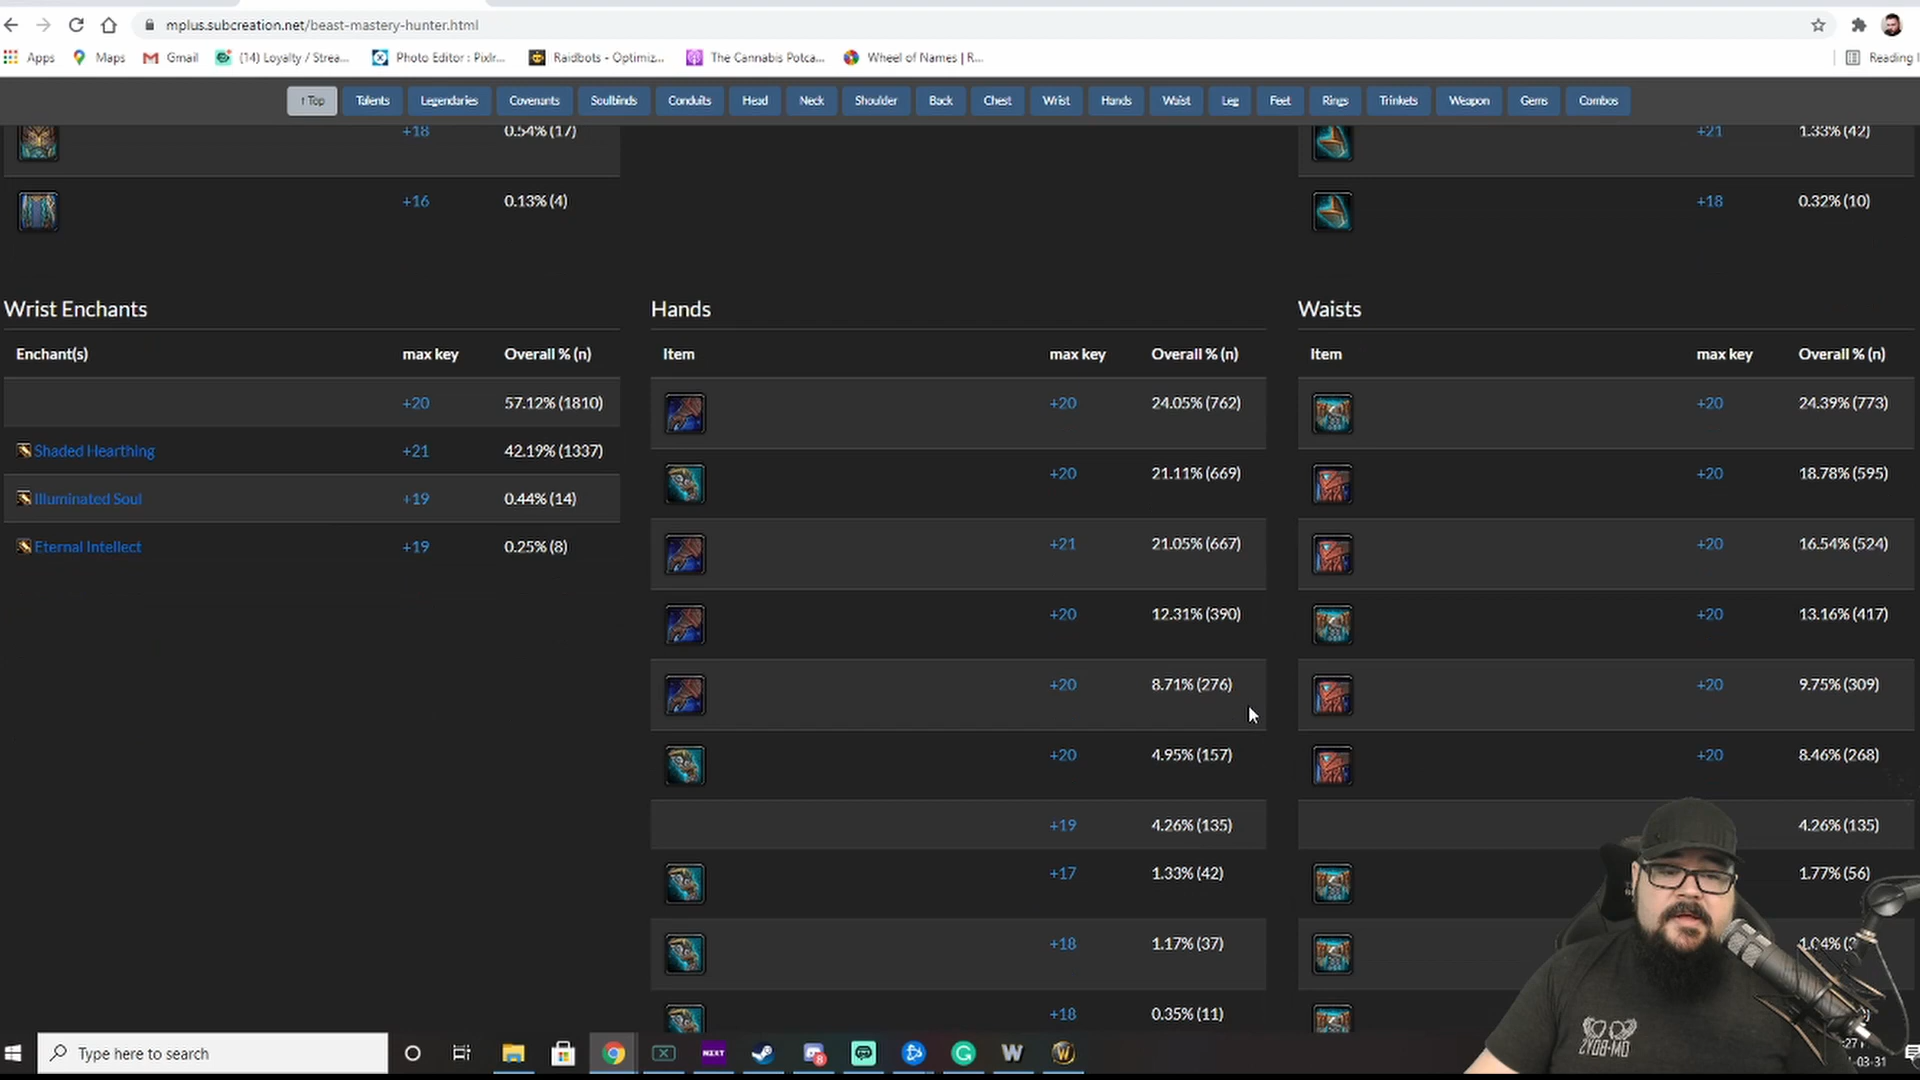 mplus.subcreation.net/beast-mastery-hunter.html
Apps Maps Gmail (14) Loyalty / Strea... Photo Editor : Pixlr... Raidbots - Optimiz... The Cannabis Potca... Wheel of Names | R... Reading
↑ Top Talents Legendaries Covenants Soulbinds Conduits Head Neck Shoulder Back Chest Wrist Hands Waist Leg Feet Rings Trinkets Weapon Gems Combos
+18 0.54% (17) +21 1.33% (42)
+16 0.13% (4) +18 0.32% (10)
Wrist Enchants
Enchant(s) max key Overall % (n)
+20 57.12% (1810)
Shaded Hearthing +21 42.19% (1337)
Illuminated Soul +19 0.44% (14)
Eternal Intellect +19 0.25% (8)
Hands
Item max key Overall % (n)
+20 24.05% (762)
+20 21.11% (669)
+21 21.05% (667)
+20 12.31% (390)
+20 8.71% (276)
+20 4.95% (157)
+19 4.26% (135)
+17 1.33% (42)
+18 1.17% (37)
+18 0.35% (11)
Waists
Item max key Overall % (n)
+20 24.39% (773)
+20 18.78% (595)
+20 16.54% (524)
+20 13.16% (417)
+20 9.75% (309)
+20 8.46% (268)
4.26% (135)
1.77% (56)
1.04%
Type here to search
NZXT
8